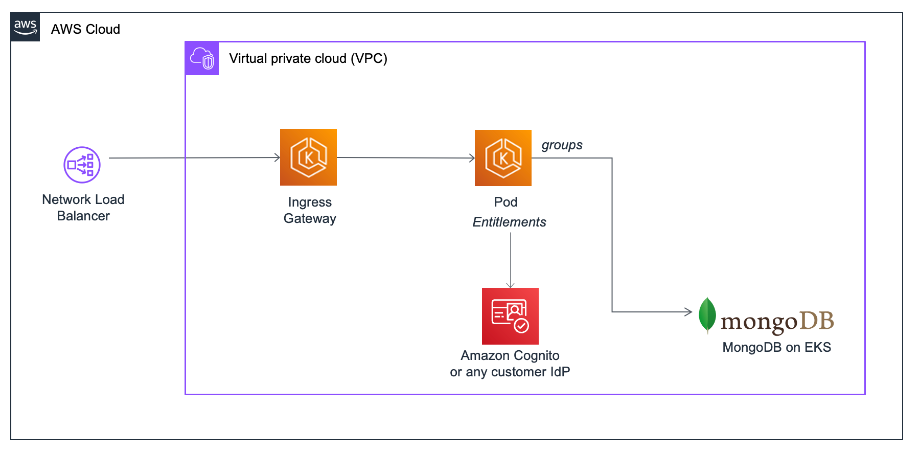 aws
AWS Cloud
Virtual private cloud (VPC)
groups
Network Load
Balancer
Ingress
Gateway
Pod
Entitlements
mongoDB
MongoDB on EKS
Amazon Cognito
or any customer IdP